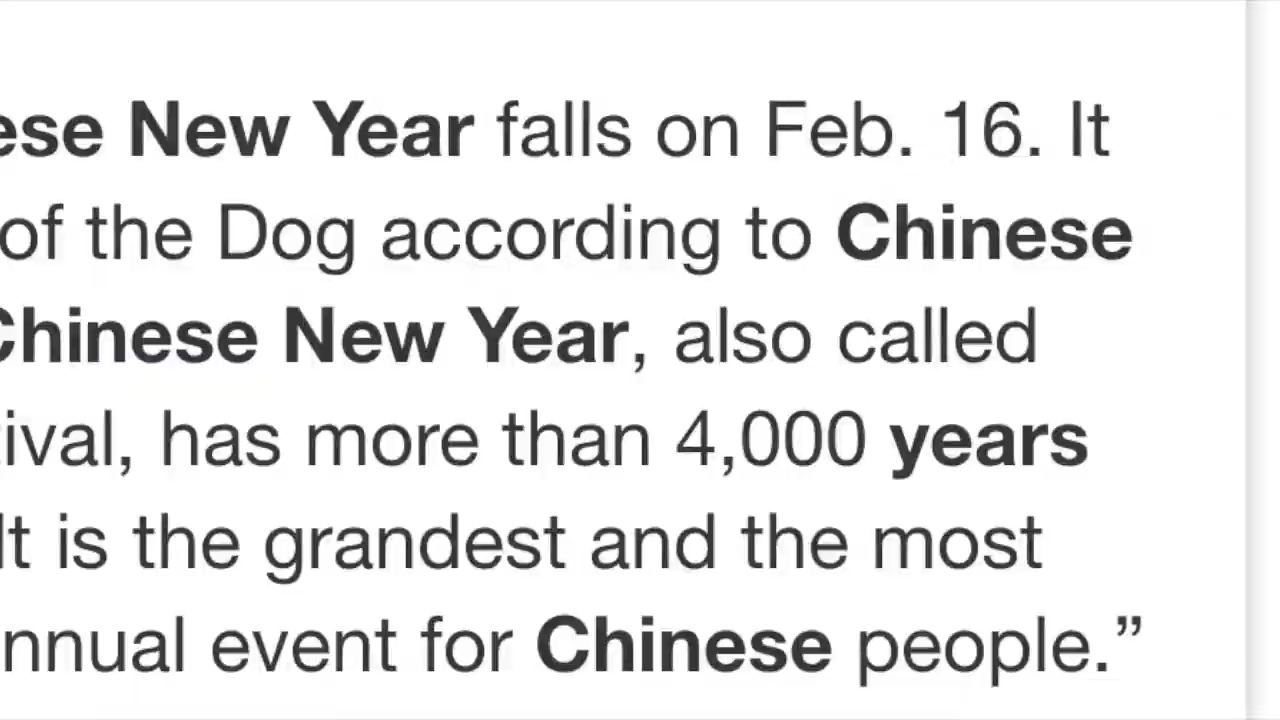 ese New Year falls on Feb. 16. It
of the Dog according to Chinese
Chinese New Year, also called
ival, has more than 4,000 years
It is the grandest and the most
nnual event for Chinese people.”